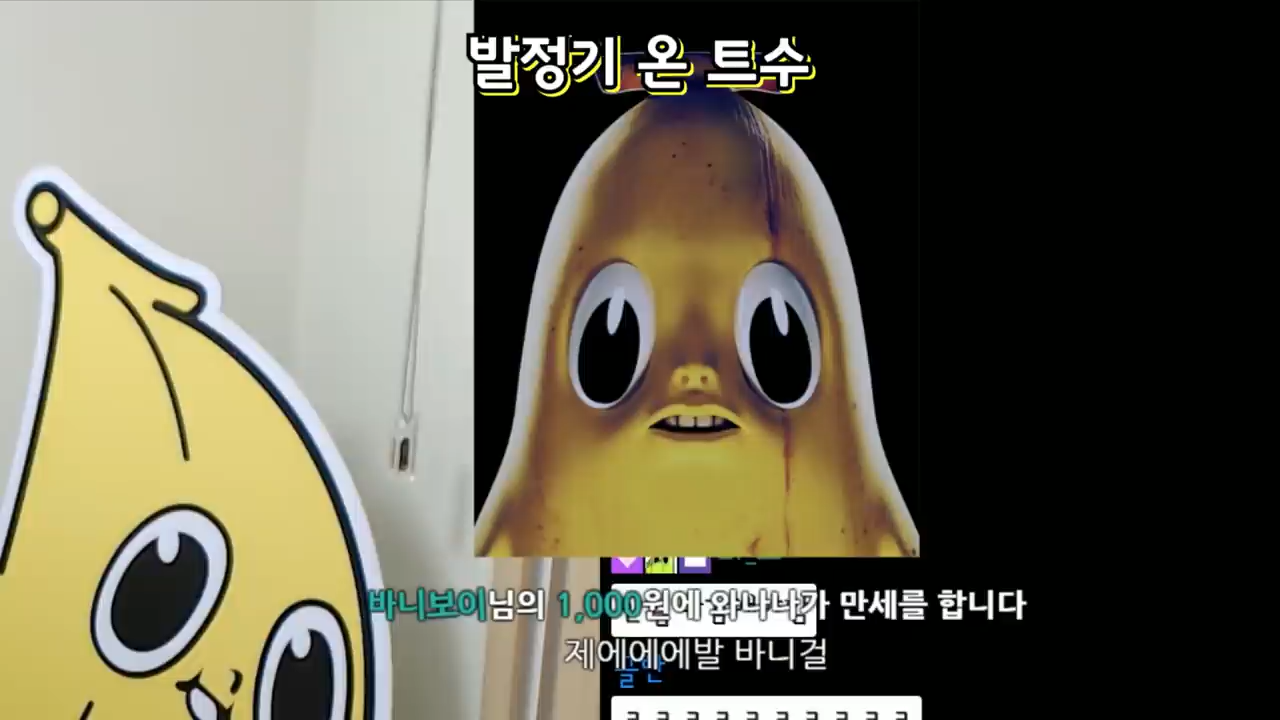 발정기 온 트수
바니보이님의 1,000원에 와나나가 만세를 합니다
제에에에발 바니걸
ㅋㅋㅋㅋㅋㅋㅋㅋㅋㅋ